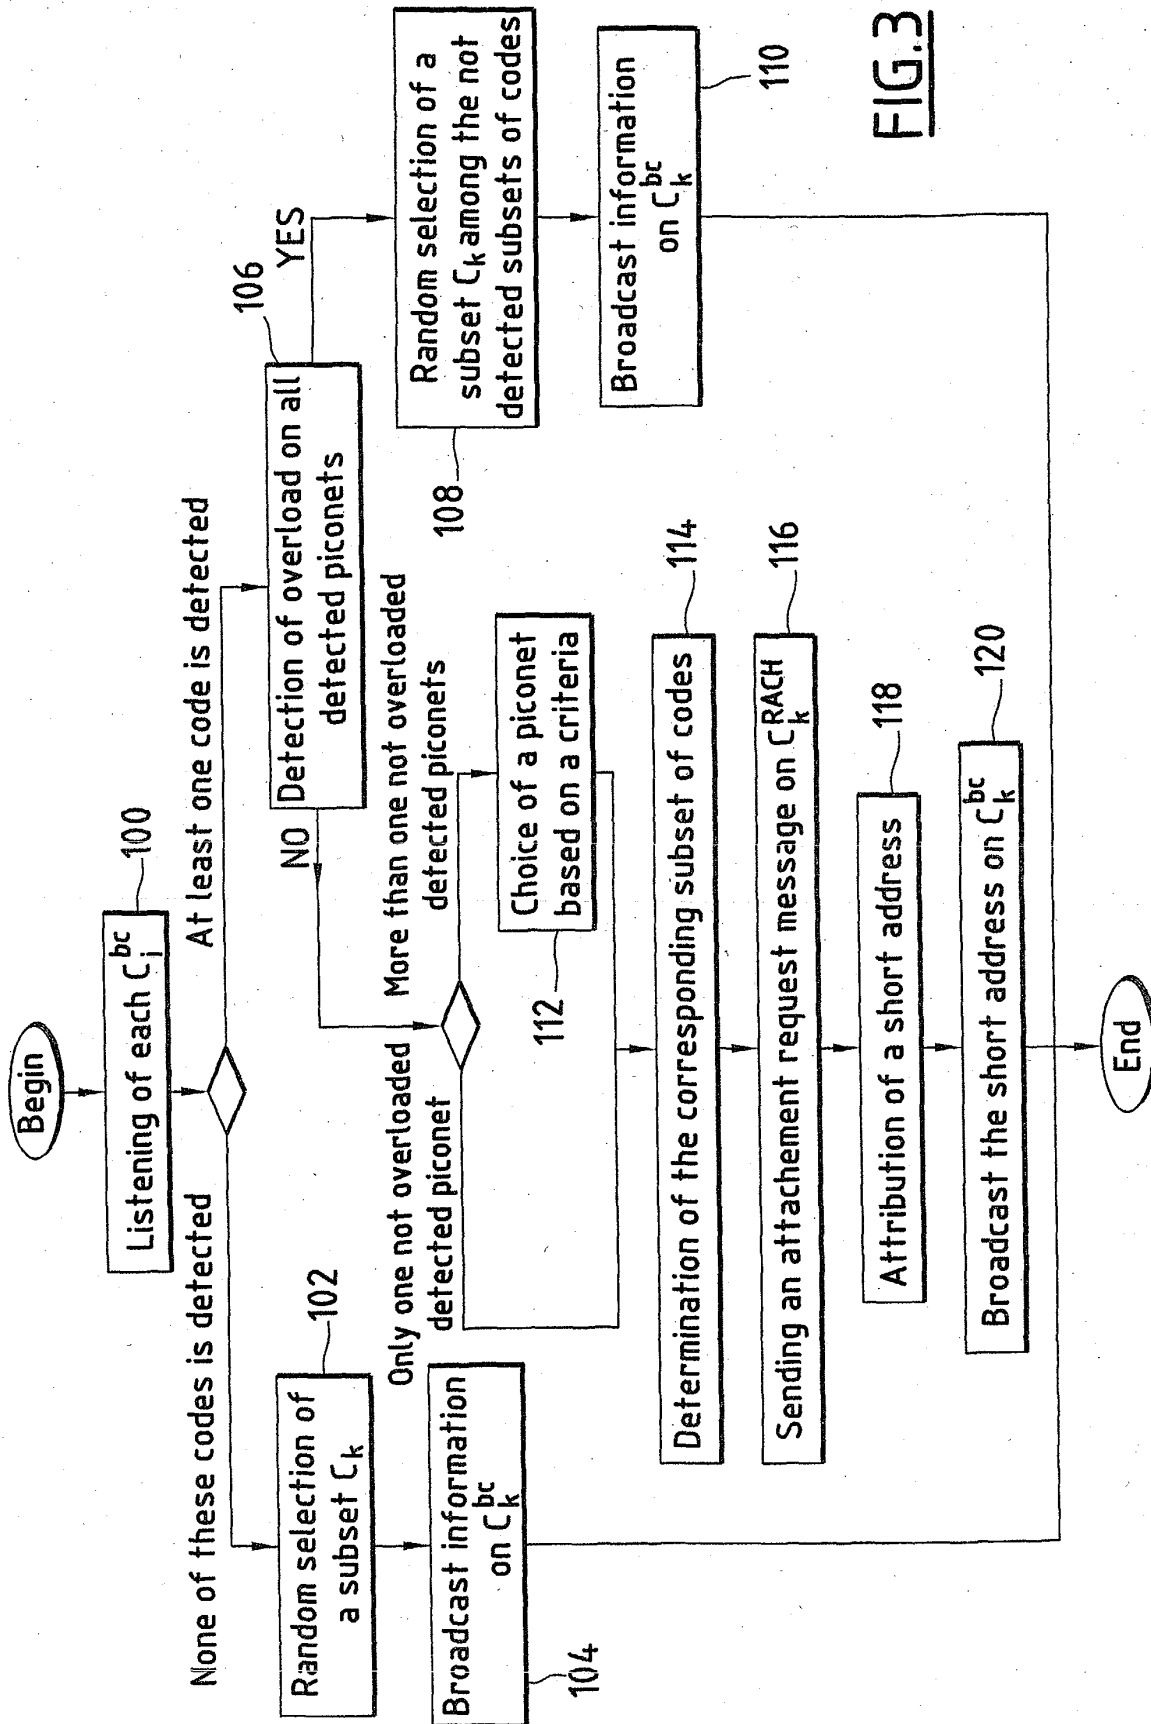 Begin
100
Listening of each C_i^bc
None of these codes is detected
At least one code is detected
102
Random selection of
a subset C_k
Broadcast information
on C_k^bc
104
106
Detection of overload on all
detected piconets
NO
YES
Random selection of a
subset C_k among the not
detected subsets of codes
108
Broadcast information
on C_k^bc
110
Only one not overloaded
detected piconet
More than one not overloaded
detected piconets
Choice of a piconet
based on a criteria
112
114
Determination of the corresponding subset of codes
116
Sending an attachement request message on C_k^RACH
118
Attribution of a short address
120
Broadcast the short address on C_k^bc
End
FIG.3